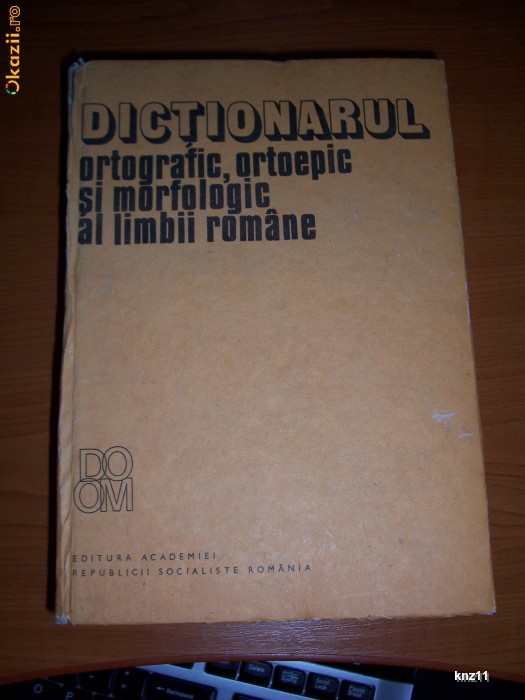 Okazii.ro
DICȚIONARUL
ortografic, ortoepic
și morfologic
al limbii române
DO
OM
EDITURA ACADEMIEI
REPUBLICII SOCIALISTE ROMÂNIA
knz11